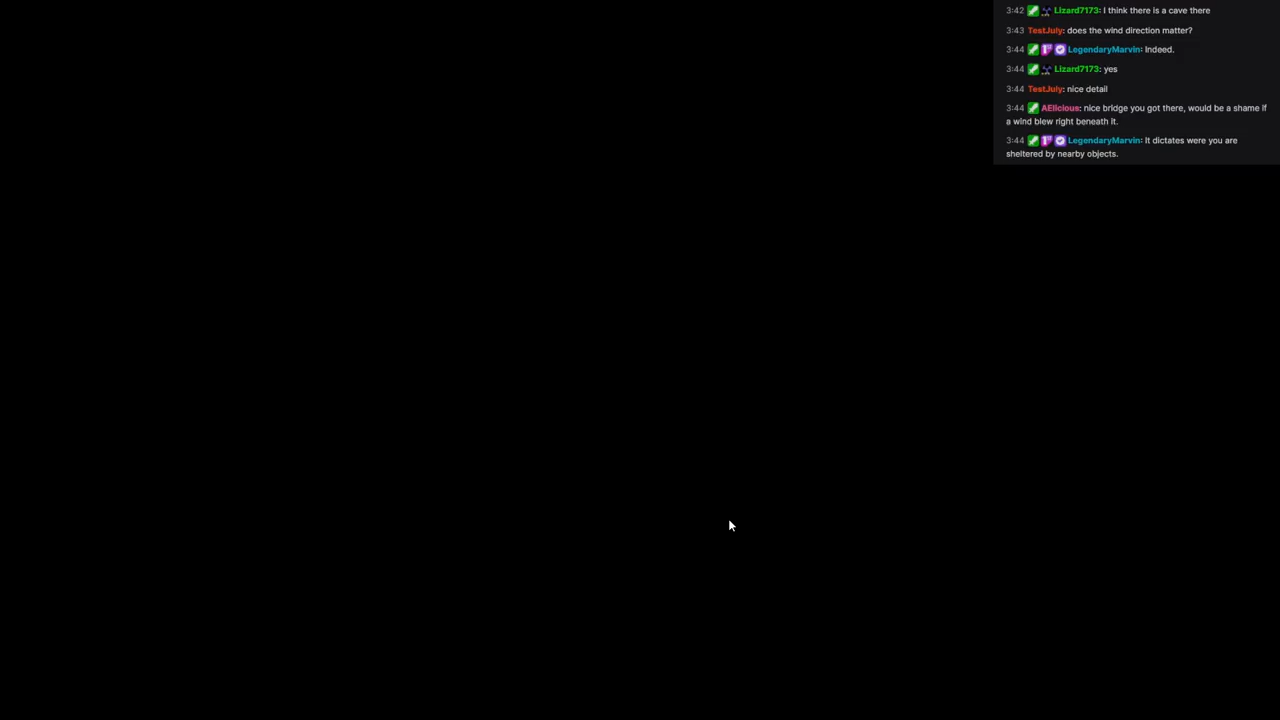 3:42 Lizard7173: I think there is a cave there
3:43 TestJuly: does the wind direction matter?
3:44 LegendaryMarvin: Indeed.
3:44 Lizard7173: yes
3:44 TestJuly: nice detail
3:44 AElicious: nice bridge you got there, would be a shame if
a wind blew right beneath it.
3:44 LegendaryMarvin: It dictates were you are
sheltered by nearby objects.